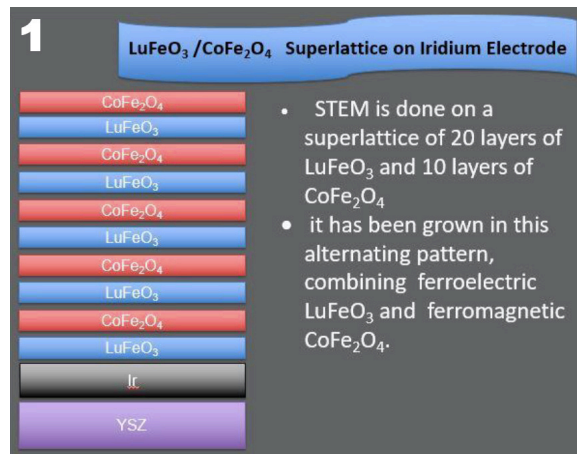 1
LuFeO₃ /CoFe₂O₄ Superlattice on Iridium Electrode
CoFe₂O₄
LuFeO₃
CoFe₂O₄
LuFeO₃
CoFe₂O₄
LuFeO₃
CoFe₂O₄
LuFeO₃
CoFe₂O₄
LuFeO₃
Ir
YSZ
• STEM is done on a
superlattice of 20 layers of
LuFeO₃ and 10 layers of
CoFe₂O₄
• it has been grown in this
alternating pattern,
combining ferroelectric
LuFeO₃ and ferromagnetic
CoFe₂O₄.